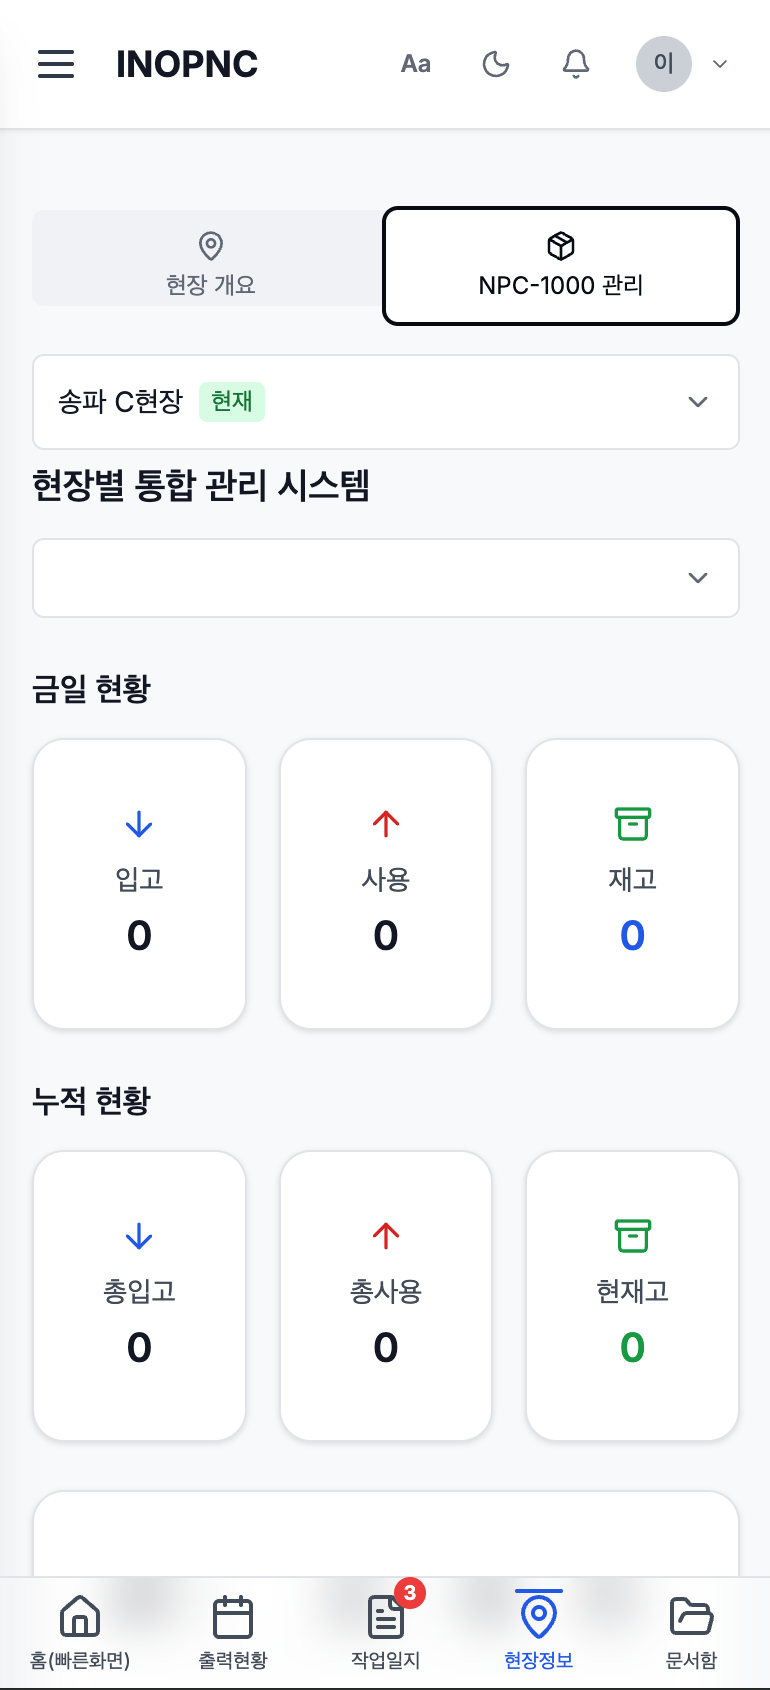 INOPNC
Aa
이
현장 개요
NPC-1000 관리
송파 C현장 현재
현장별 통합 관리 시스템
금일 현황
입고
0
사용
0
재고
0
누적 현황
총입고
0
총사용
0
현재고
0
3
홈(빠른화면)
출력현황
작업일지
현장정보
문서함